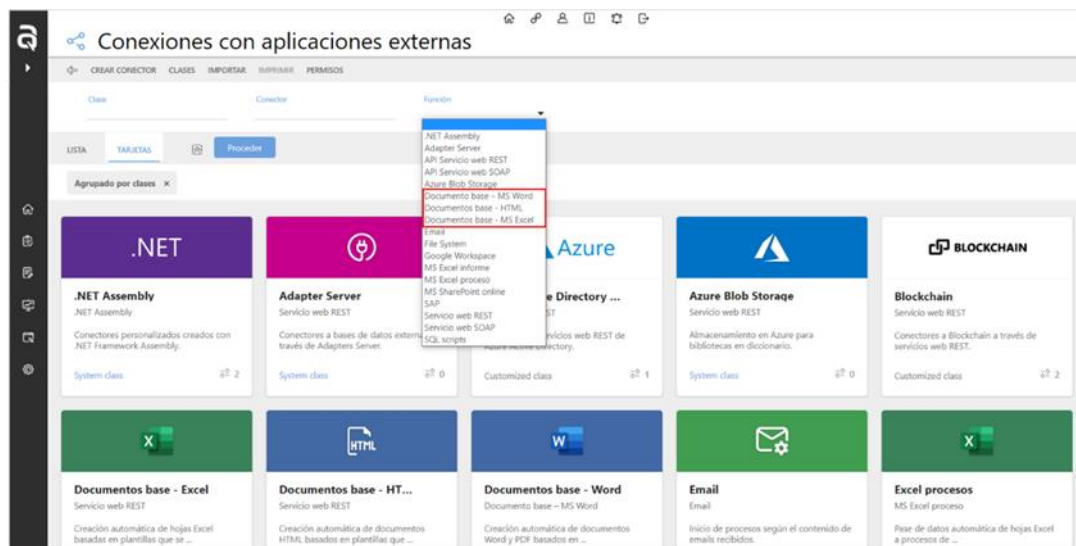 Conexiones con aplicaciones externas
CREAR CONECTOR CLASES IMPORTAR IMPRIMIR PERMISOS
Clase Conector Función
LISTA TARJETAS Proceder
Agrupado por clases ×
.NET Assembly
Adapter Server
API Servicio web REST
API Servicio web SOAP
Azure Blob Storage
Documento base – MS Word
Documentos base - HTML
Documentos base - MS Excel
Email
File System
Google Workspace
MS Excel informe
MS Excel proceso
MS SharePoint online
SAP
Servicio web REST
Servicio web SOAP
SQL scripts
.NET
.NET Assembly
.NET Assembly
Conectores personalizados creados con
.NET Framework Assembly.
System class 2
Adapter Server
Servicio web REST
Conectores a bases de datos
través de Adapters Server.
System class 0
Azure
Directory ...
servicios web REST de
Azure Active Directory.
Customized class 1
Azure Blob Storage
Servicio web REST
Almacenamiento en Azure para
bibliotecas en diccionario.
System class 0
BLOCKCHAIN
Blockchain
Servicio web REST
Conectores a Blockchain a través de
servicios web REST.
Customized class 2
X
Documentos base - Excel
Servicio web REST
Creación automática de hojas Excel
basadas en plantillas que se ...
HTML
Documentos base - HT...
Servicio web REST
Creación automática de documentos
HTML basados en plantillas que ...
W
Documentos base - Word
Documento base – MS Word
Creación automática de documentos
Word y PDF basados en ...
Email
Email
Inicio de procesos según el contenido de
emails recibidos.
X
Excel procesos
MS Excel proceso
Pase de datos automática de hojas Excel
a procesos de ...